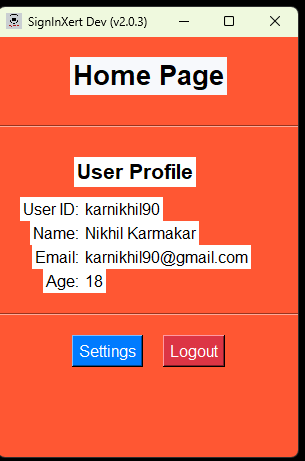 SignInXert Dev (v2.0.3)
Home Page
User Profile
User ID: karnikhil90
Name: Nikhil Karmakar
Email: karnikhil90@gmail.com
Age: 18
Settings Logout